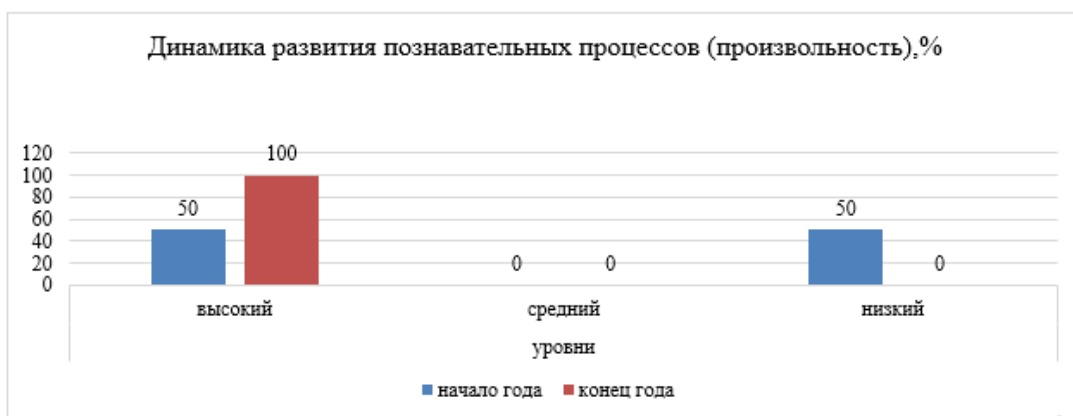 Динамика развития познавательных процессов (произвольность),%
120
100
80
60
40
20
0
50
100
0
0
50
0
высокий
средний
низкий
уровни
начало года
конец года